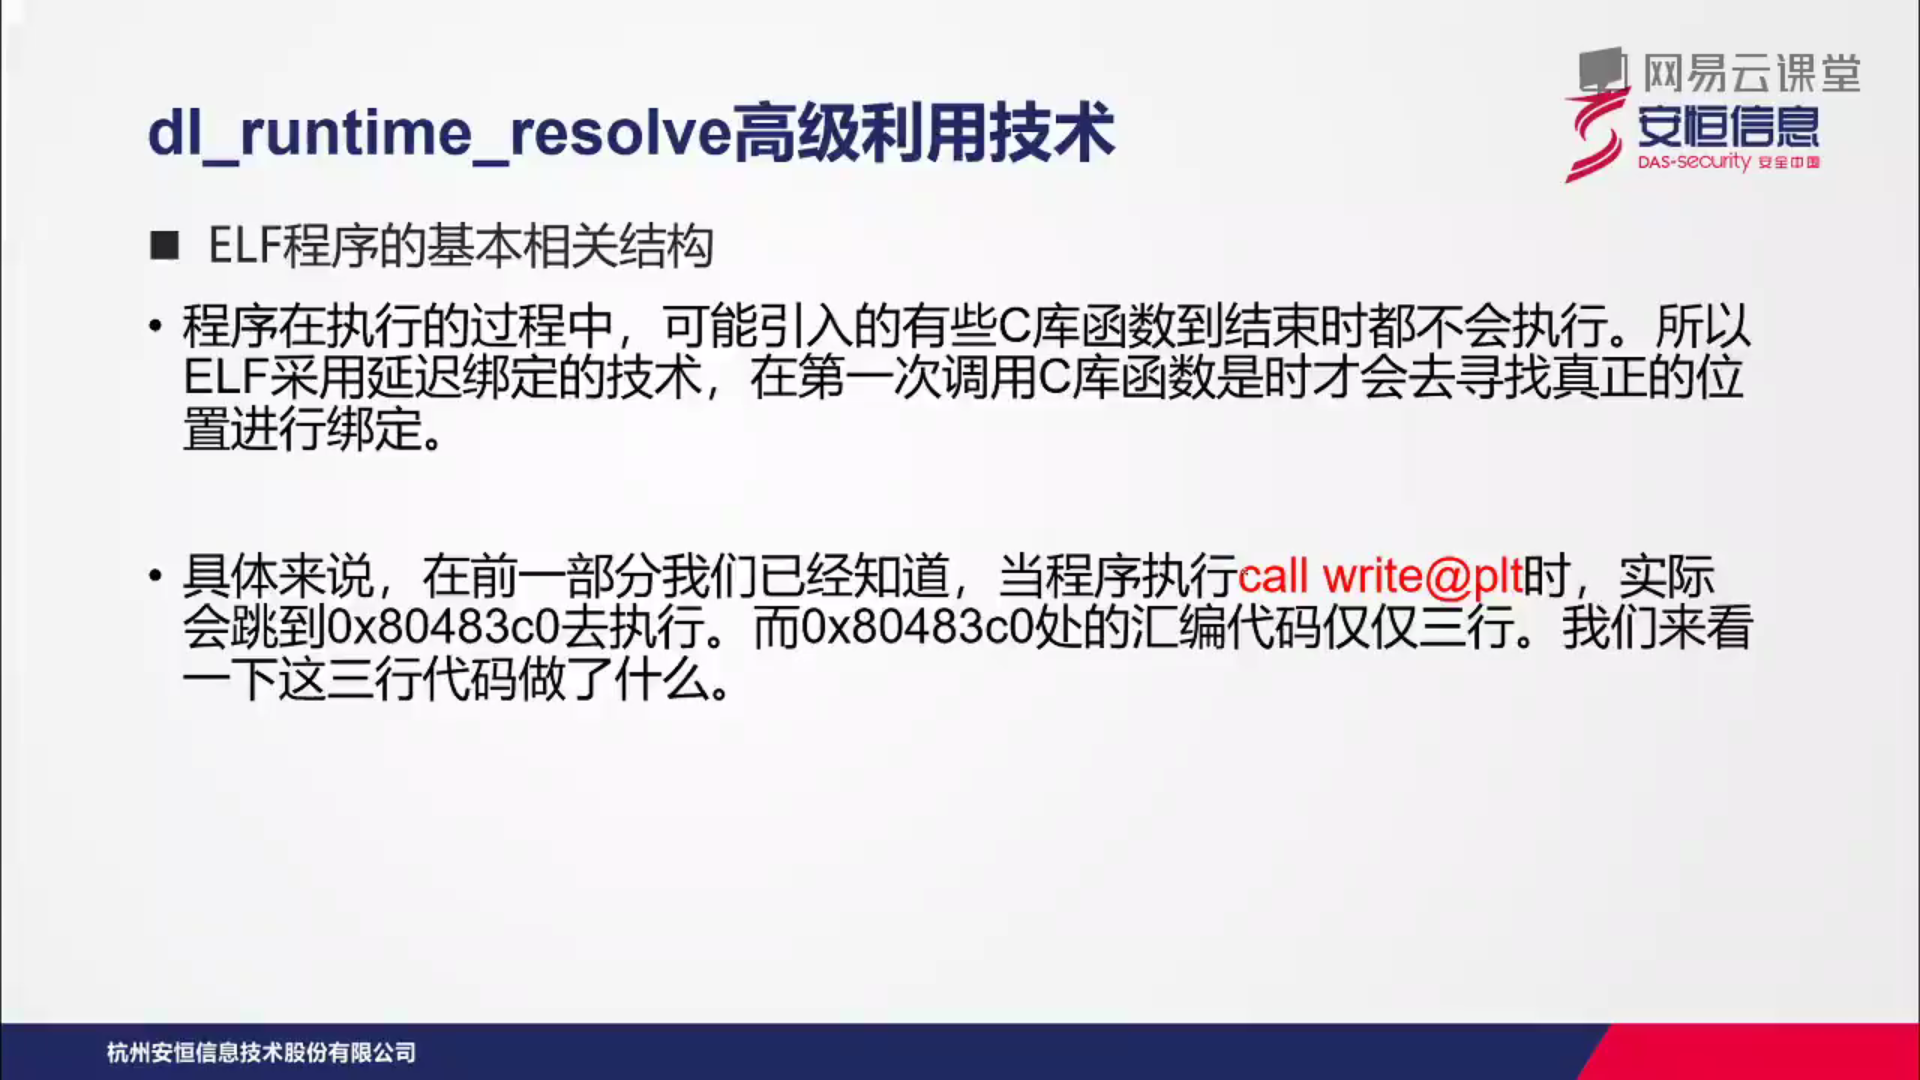 网易云课堂
安恒信息
DAS-security 安全中国
dl_runtime_resolve高级利用技术
■ ELF程序的基本相关结构
• 程序在执行的过程中，可能引入的有些C库函数到结束时都不会执行。所以
ELF采用延迟绑定的技术，在第一次调用C库函数是时才会去寻找真正的位
置进行绑定。
• 具体来说，在前一部分我们已经知道，当程序执行call write@plt时，实际
会跳到0x80483c0去执行。而0x80483c0处的汇编代码仅仅三行。我们来看
一下这三行代码做了什么。
杭州安恒信息技术股份有限公司